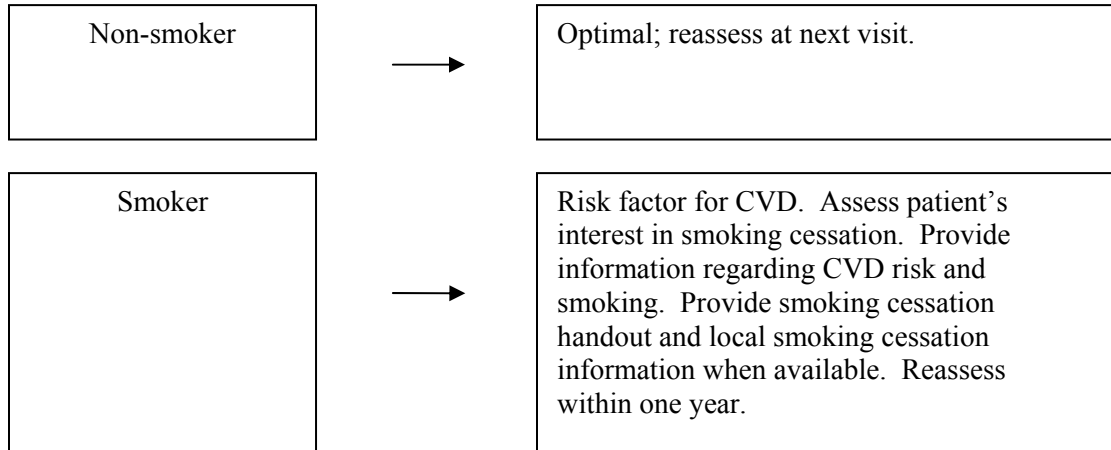 Non-smoker
Optimal; reassess at next visit.
Smoker
Risk factor for CVD.  Assess patient’s
interest in smoking cessation.  Provide
information regarding CVD risk and
smoking.  Provide smoking cessation
handout and local smoking cessation
information when available.  Reassess
within one year.